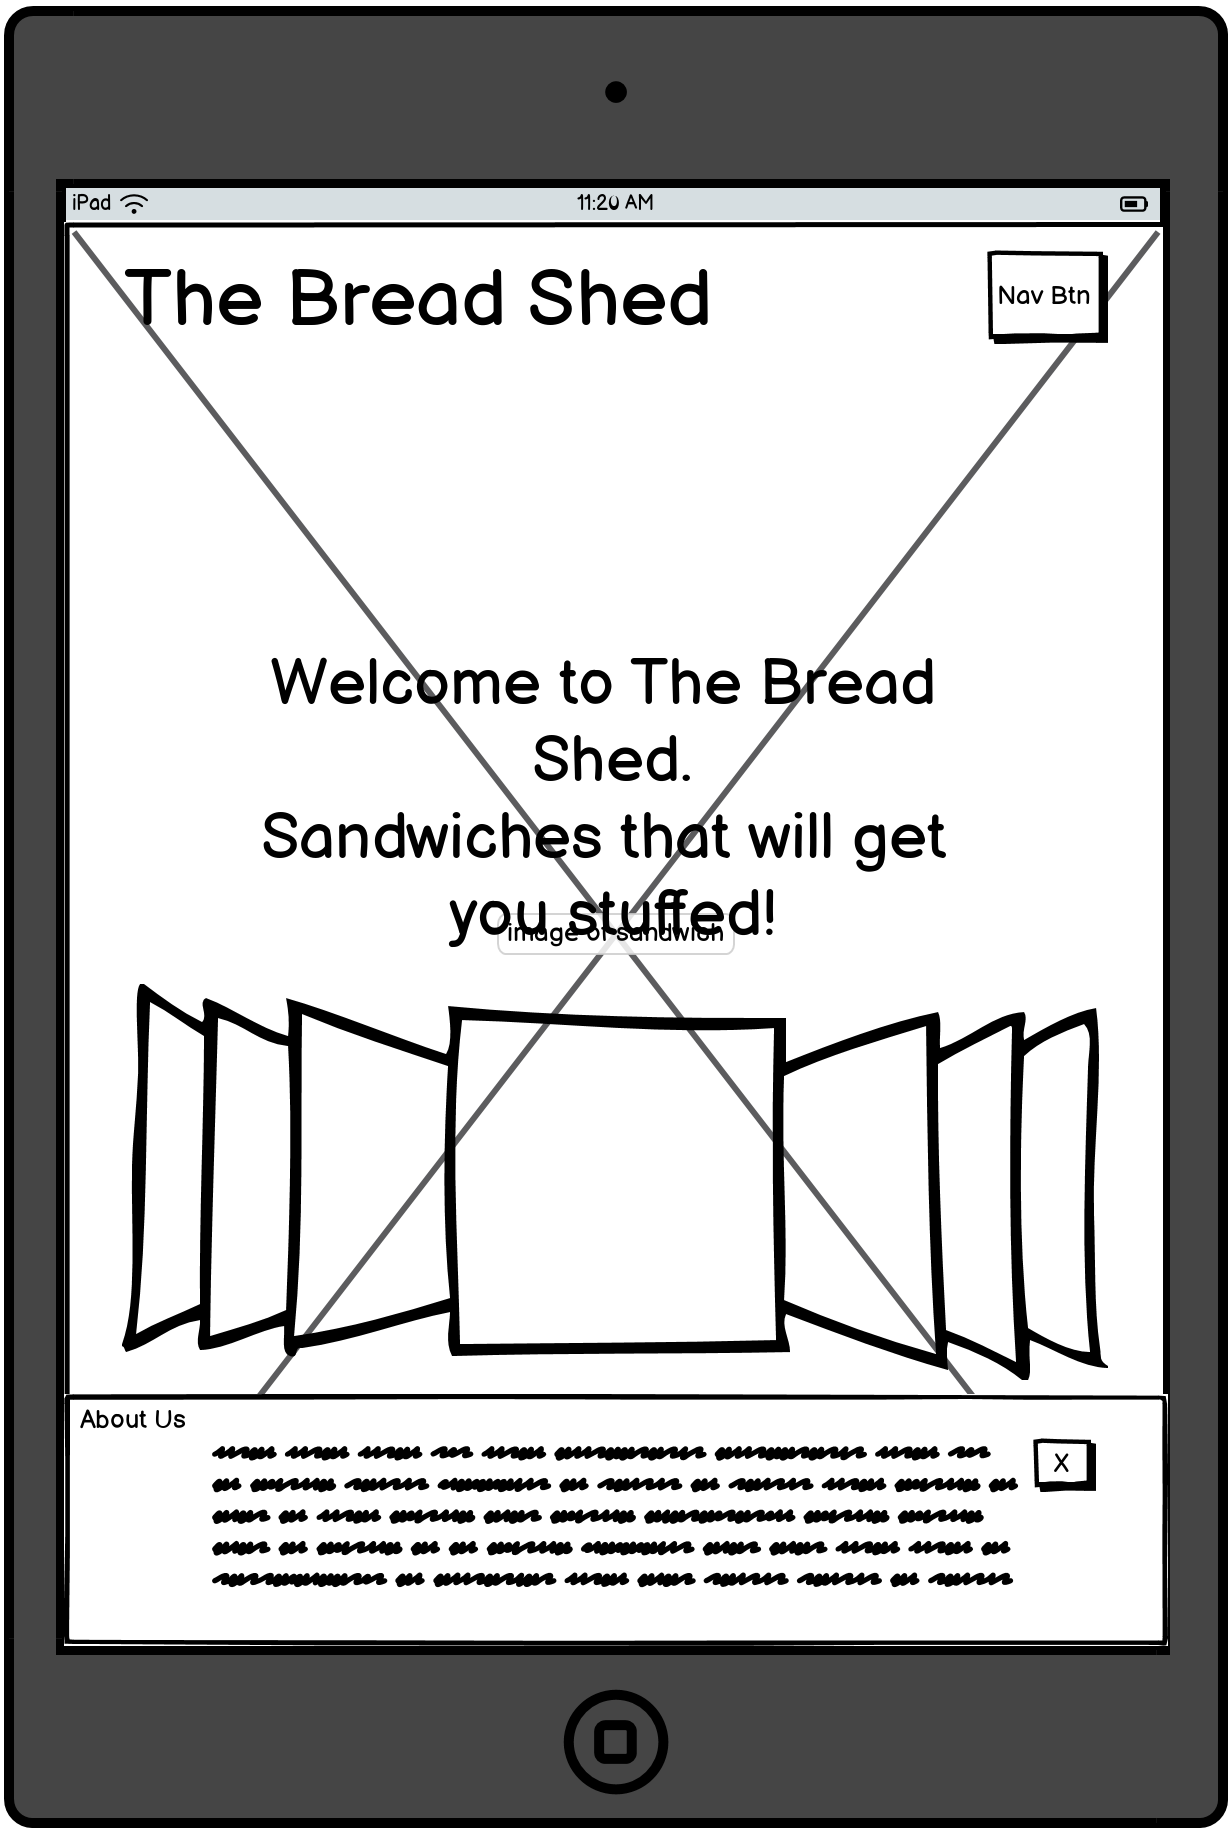 iPad 11:20 AM
The Bread Shed
Nav Btn
Welcome to The Bread
Shed.
Sandwiches that will get
you stuffed!
image of sandwich
About Us
X